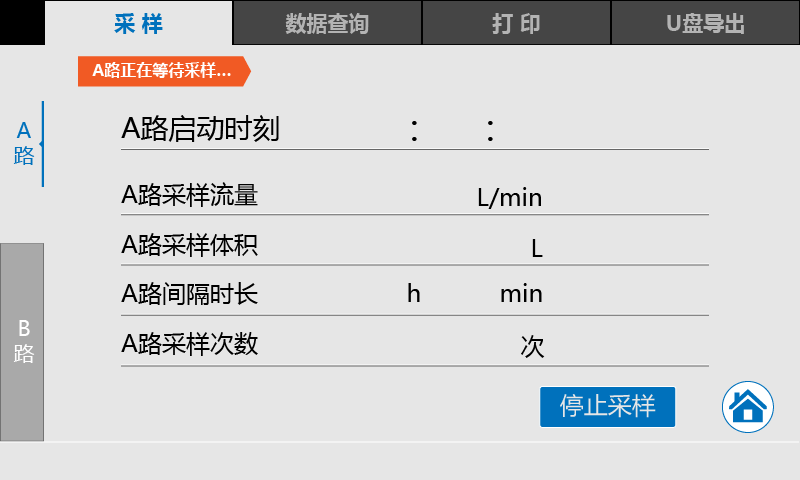 采样 数据查询 打印 U盘导出
A路正在等待采样...
A路
B路
A路启动时刻 : :
A路采样流量 L/min
A路采样体积 L
A路间隔时长 h min
A路采样次数 次
停止采样